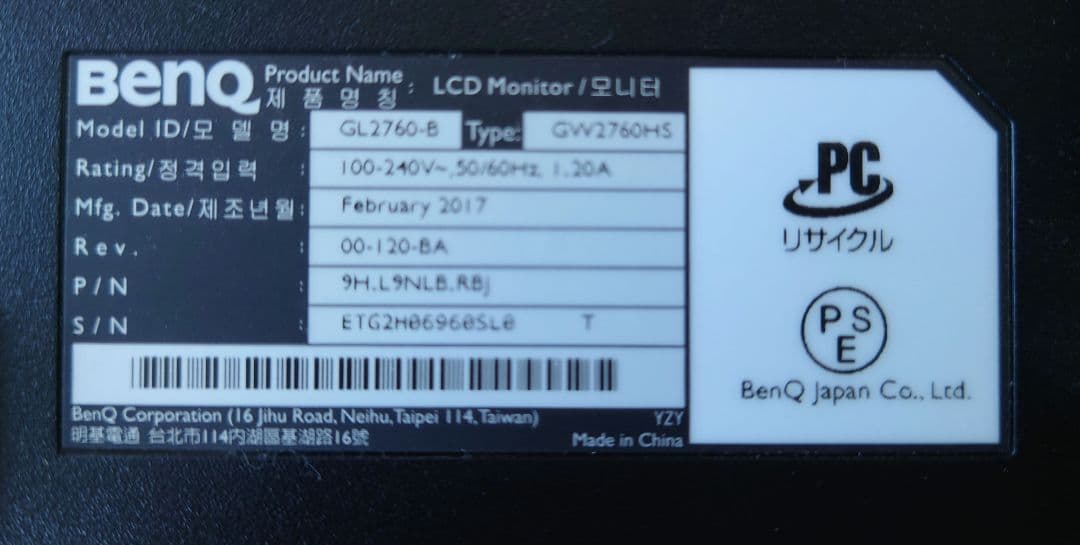 BenQ Product Name : LCD Monitor / 모니터
제 품 명 칭
Model ID/모 델 명 : GL2760-B Type: GW2760HS
Rating/정격입력 : 100-240V~, 50/60Hz, 1.20A
Mfg. Date/제조년월: February 2017
Rev. : 00-120-BA
P/N : 9H.L9NLB.RBJ
S/N : ETG2H06960SL0 T
BenQ Corporation (16 Jihu Road, Neihu, Taipei 114, Taiwan) YZY
明基電通 台北市114內湖區基湖路16號 Made in China
PC
リサイクル
PS
E
BenQ Japan Co., Ltd.